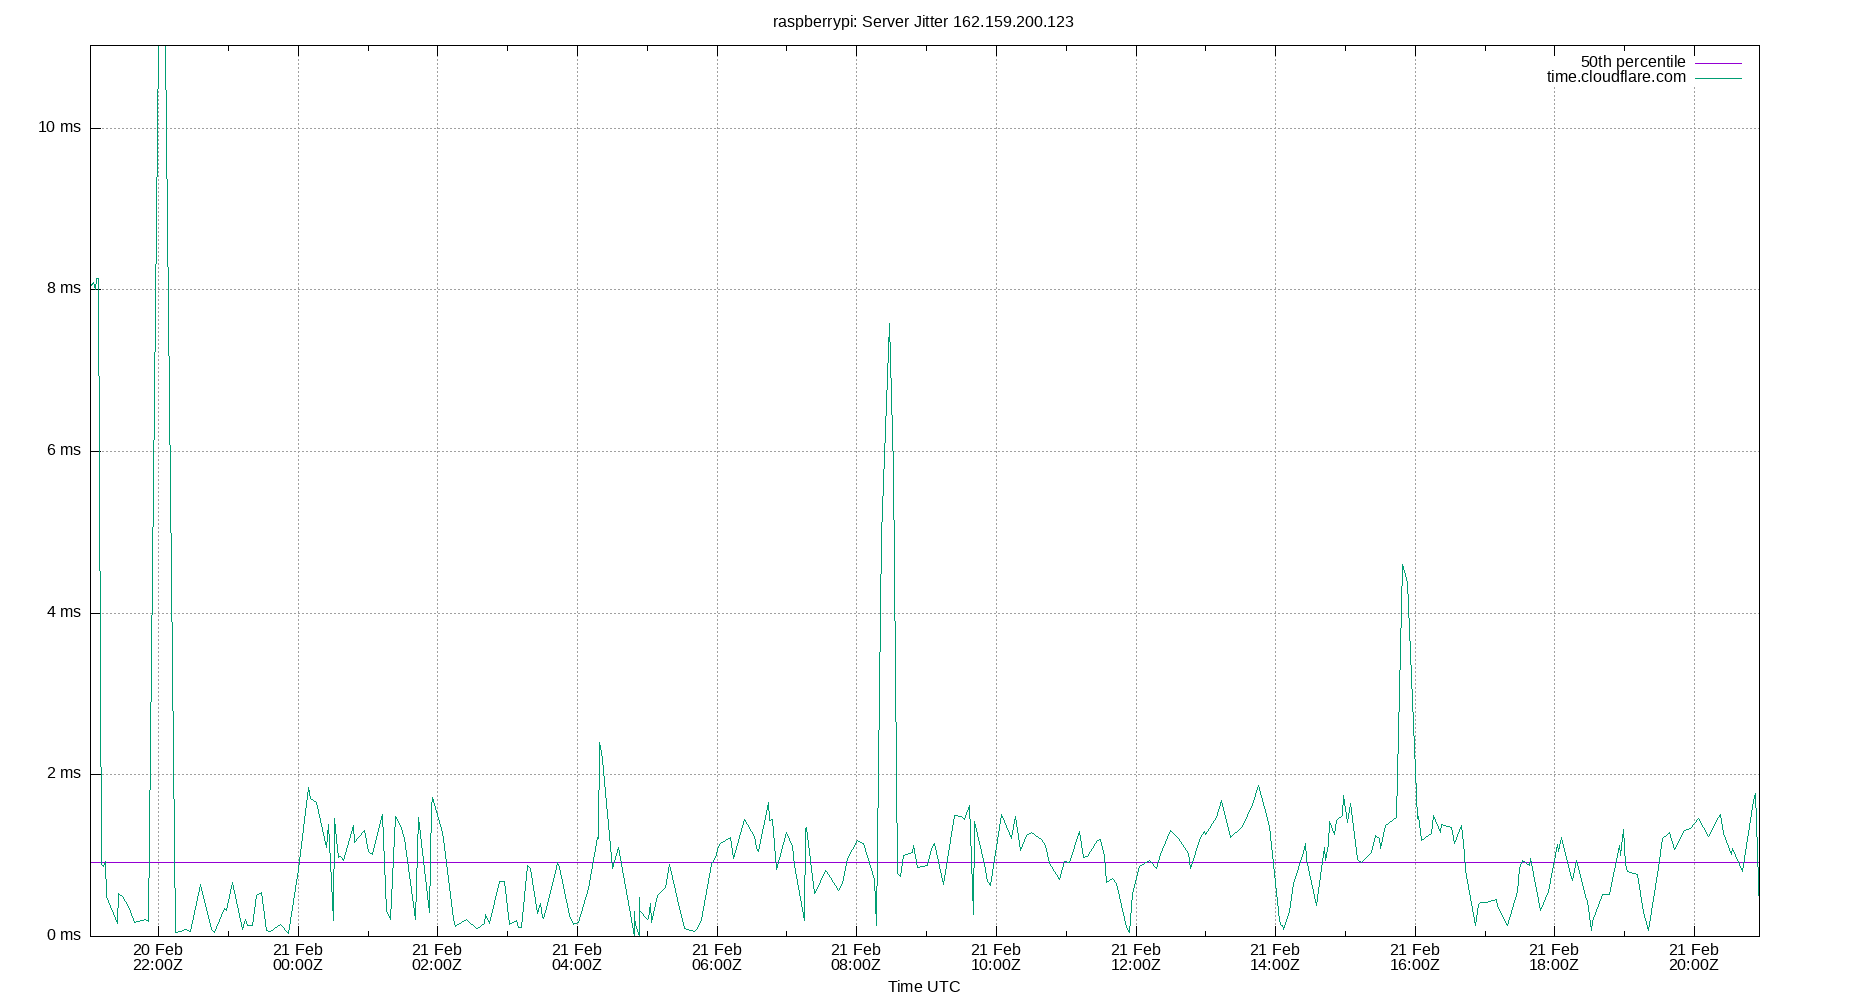 raspberrypi: Server Jitter 162.159.200.123
50th percentile
time.cloudflare.com
10 ms
8 ms
6 ms
4 ms
2 ms
0 ms
20 Feb 21 Feb 21 Feb 21 Feb 21 Feb 21 Feb 21 Feb 21 Feb 21 Feb 21 Feb 21 Feb 21 Feb
22:00Z 00:00Z 02:00Z 04:00Z 06:00Z 08:00Z 10:00Z 12:00Z 14:00Z 16:00Z 18:00Z 20:00Z
Time UTC